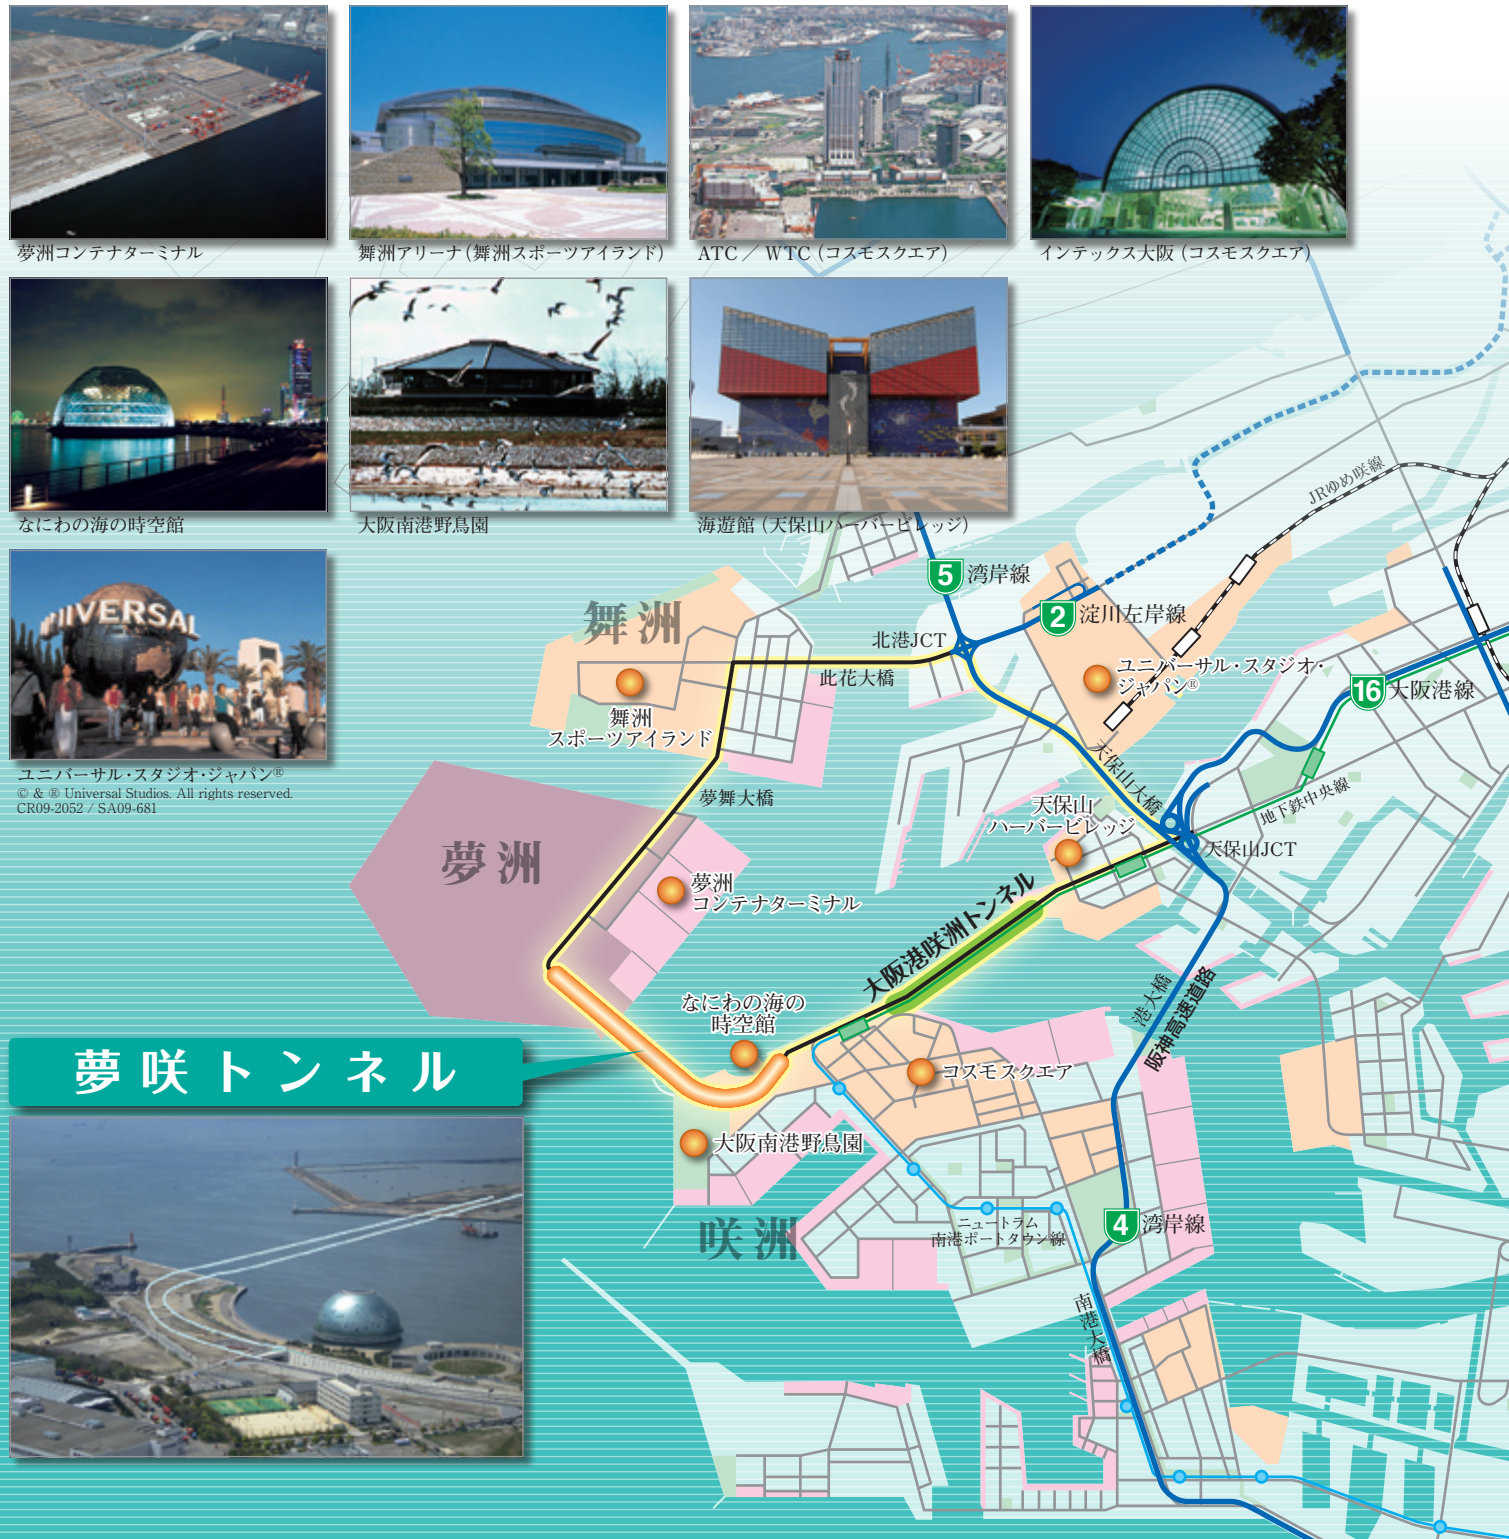 夢洲コンテナターミナル
舞洲アリーナ（舞洲スポーツアイランド）
ATC ／ WTC（コスモスクエア）
インテックス大阪（コスモスクエア）
なにわの海の時空館
大阪南港野鳥園
海遊館（天保山ハーバービレッジ）
UNIVERSAL
ユニバーサル・スタジオ・ジャパン®
© & ® Universal Studios. All rights reserved.
CR09-2052 / SA09-681
JRゆめ咲線
5 湾岸線
2 淀川左岸線
舞洲
北港JCT
此花大橋
ユニバーサル・スタジオ・
ジャパン®
16 大阪港線
舞洲
スポーツアイランド
夢舞大橋
天保山大橋
天保山
ハーバービレッジ
地下鉄中央線
天保山JCT
夢洲
夢洲
コンテナターミナル
大阪港咲洲トンネル
なにわの海の
時空館
港大橋
阪神高速道路
夢咲トンネル
コスモスクエア
大阪南港野鳥園
咲洲
ニュートラム
南港ポートタウン線
4 湾岸線
南港大橋